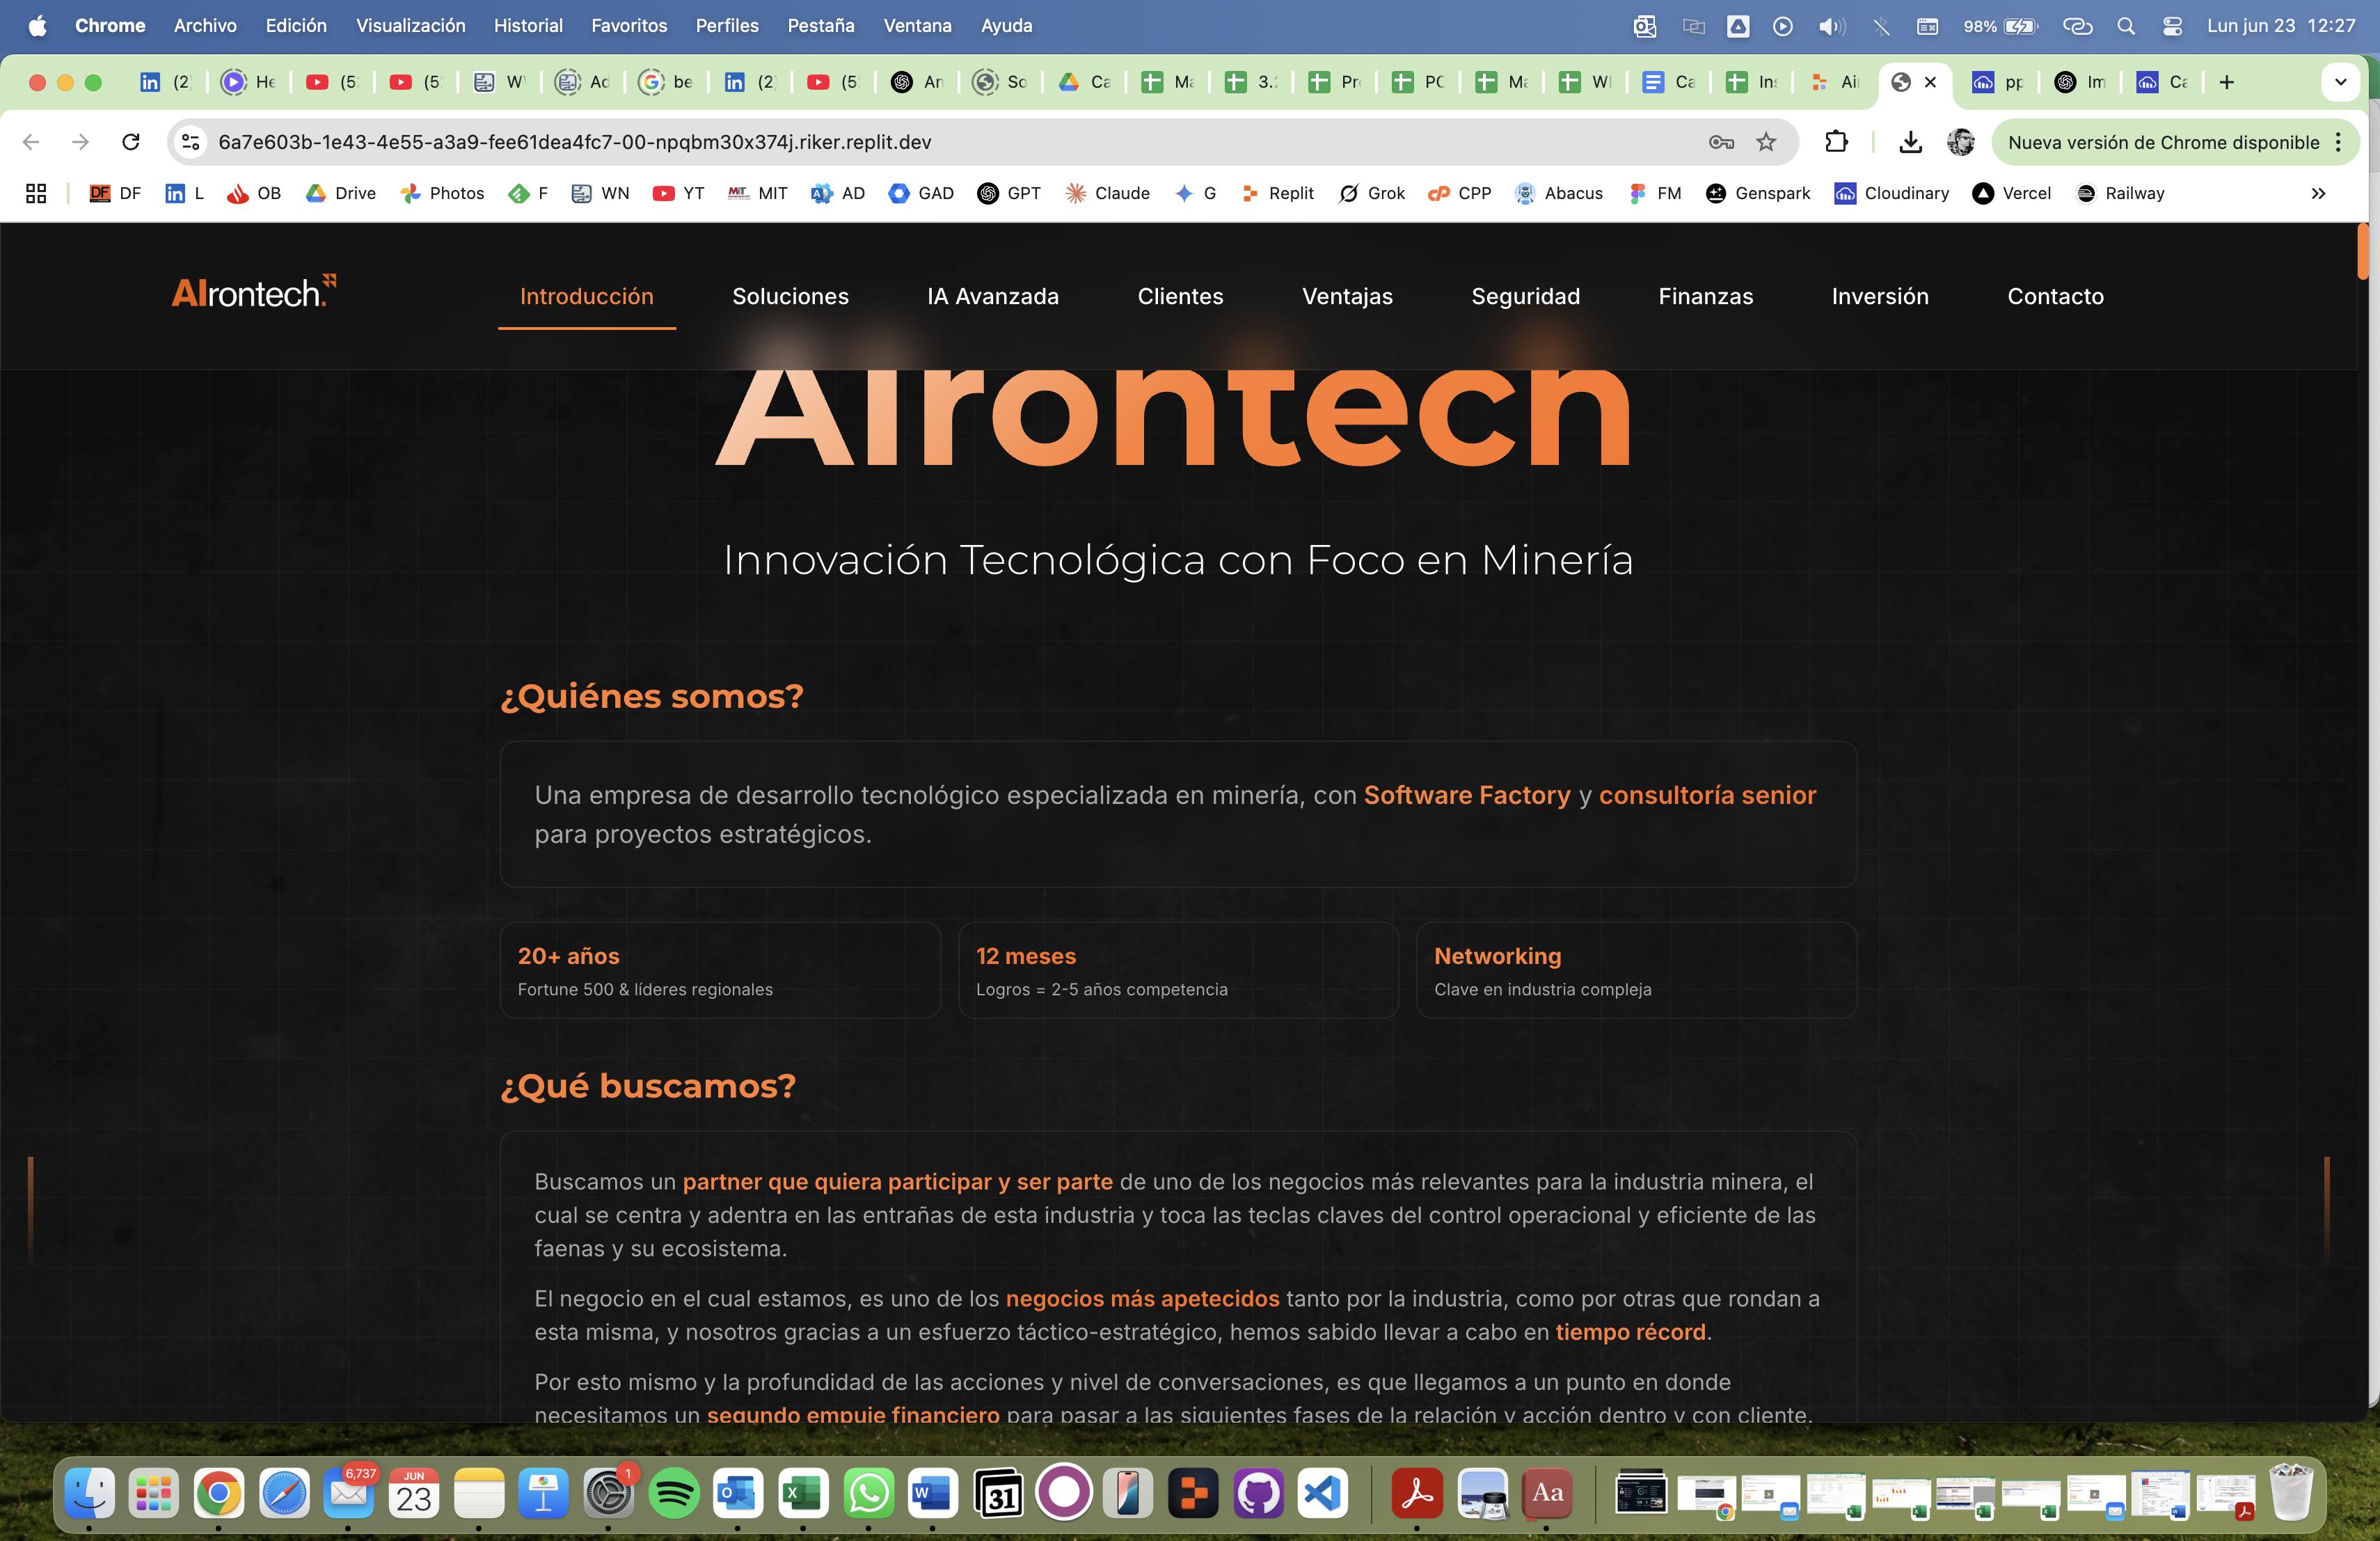 Chrome Archivo Edición Visualización Historial Favoritos Perfiles Pestaña Ventana Ayuda 98% Lun jun 23 12:27
(2 He (5 (5 W Ad be (2 (5 An So Ca Ma 3. Pr PC Ma WI Ca In Ai pp Im Ca
6a7e603b-1e43-4e55-a3a9-fee61dea4fc7-00-npqbm30x374j.riker.replit.dev Nueva versión de Chrome disponible
DF L OB Drive Photos F WN YT MIT AD GAD GPT Claude G Replit Grok CPP Abacus FM Genspark Cloudinary Vercel Railway
AIrontech. Introducción Soluciones IA Avanzada Clientes Ventajas Seguridad Finanzas Inversión Contacto
AIrontech
Innovación Tecnológica con Foco en Minería
¿Quiénes somos?
Una empresa de desarrollo tecnológico especializada en minería, con Software Factory y consultoría senior
para proyectos estratégicos.
20+ años 12 meses Networking
Fortune 500 & líderes regionales Logros = 2-5 años competencia Clave en industria compleja
¿Qué buscamos?
Buscamos un partner que quiera participar y ser parte de uno de los negocios más relevantes para la industria minera, el
cual se centra y adentra en las entrañas de esta industria y toca las teclas claves del control operacional y eficiente de las
faenas y su ecosistema.
El negocio en el cual estamos, es uno de los negocios más apetecidos tanto por la industria, como por otras que rondan a
esta misma, y nosotros gracias a un esfuerzo táctico-estratégico, hemos sabido llevar a cabo en tiempo récord.
Por esto mismo y la profundidad de las acciones y nivel de conversaciones, es que llegamos a un punto en donde
necesitamos un segundo empuje financiero para pasar a las siguientes fases de la relación y acción dentro y con cliente.
6,737 JUN 23 1 31 Aa